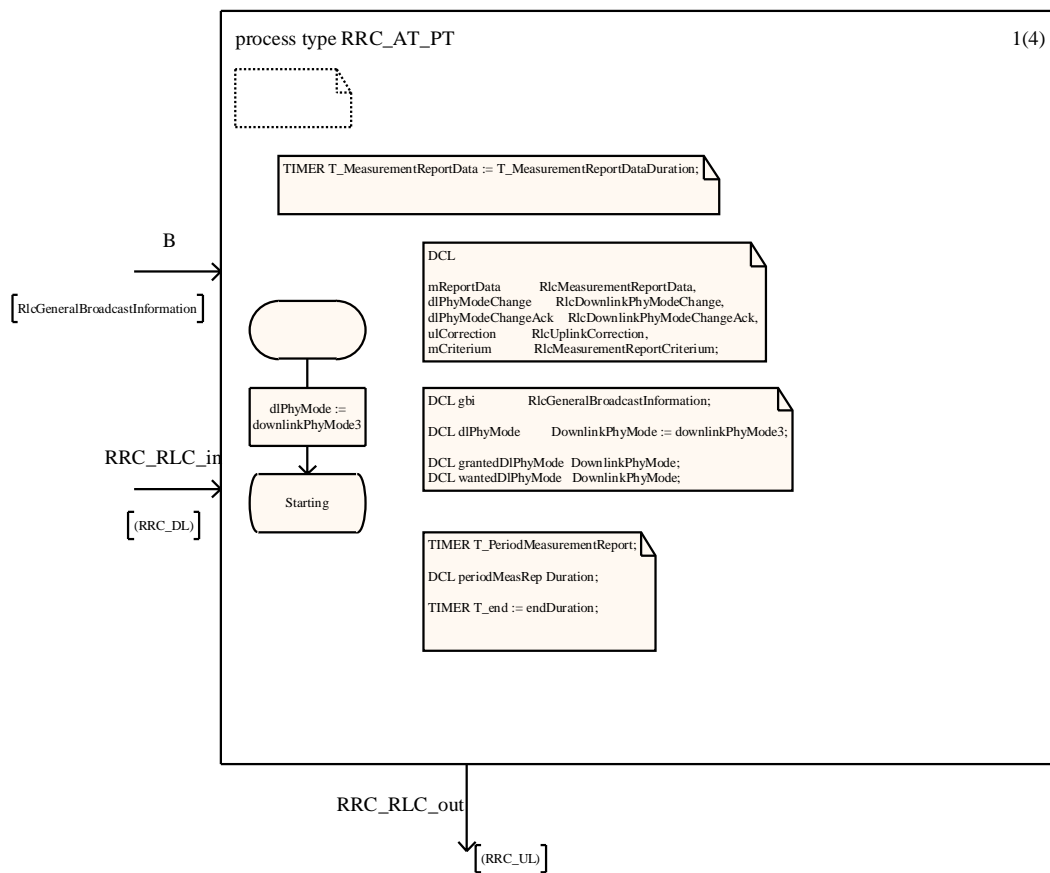 process type RRC_AT_PT
1(4)
TIMER T_MeasurementReportData := T_MeasurementReportDataDuration;
B
[RlcGeneralBroadcastInformation]
DCL
mReportData RlcMeasurementReportData,
dlPhyModeChange RlcDownlinkPhyModeChange,
dlPhyModeChangeAck RlcDownlinkPhyModeChangeAck,
ulCorrection RlcUplinkCorrection,
mCriterium RlcMeasurementReportCriterium;
dlPhyMode :=
downlinkPhyMode3
DCL gbi RlcGeneralBroadcastInformation;
DCL dlPhyMode DownlinkPhyMode := downlinkPhyMode3;
DCL grantedDlPhyMode DownlinkPhyMode;
DCL wantedDlPhyMode DownlinkPhyMode;
RRC_RLC_in
[(RRC_DL)]
Starting
TIMER T_PeriodMeasurementReport;
DCL periodMeasRep Duration;
TIMER T_end := endDuration;
RRC_RLC_out
[(RRC_UL)]